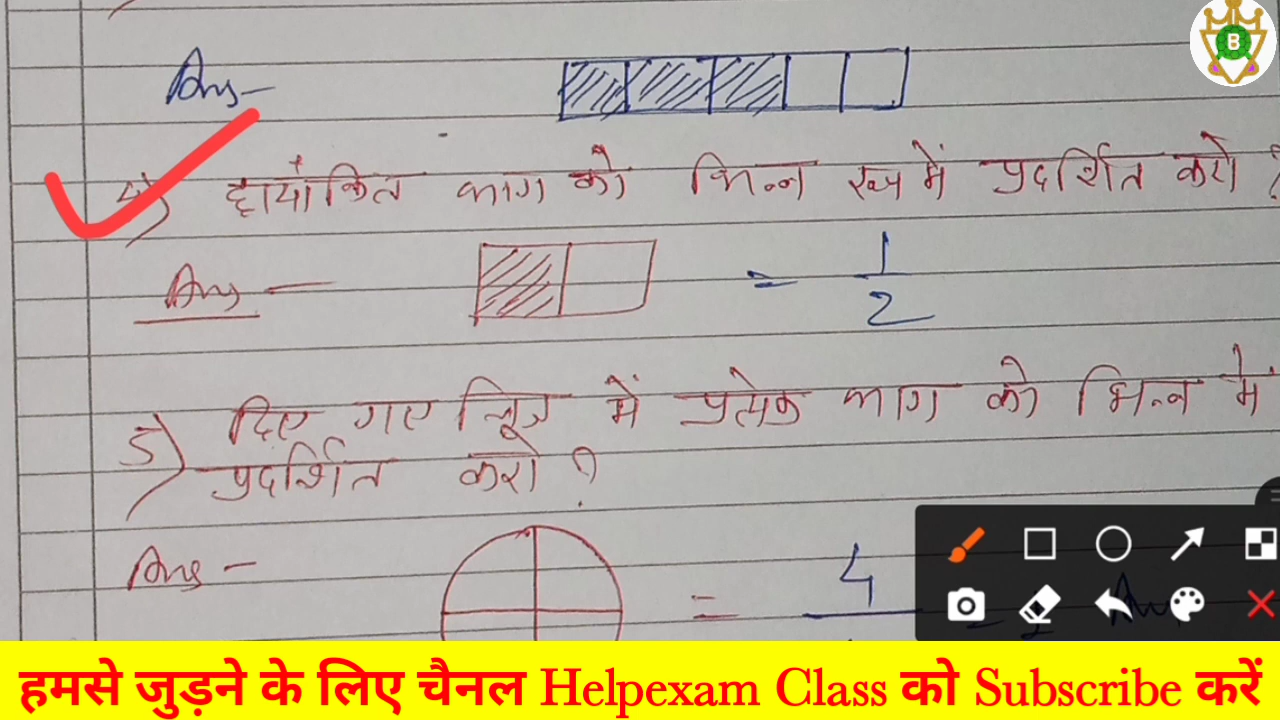 Ans-
B
4) छायांकित भाग को भिन्न रूप में प्रदर्शित करो ?
Ans — = 1/2
5) दिए गए चित्र में प्रत्येक भाग को भिन्न में
प्रदर्शित करो ?
Ans - = 4
हमसे जुड़ने के लिए चैनल Helpexam Class को Subscribe करें